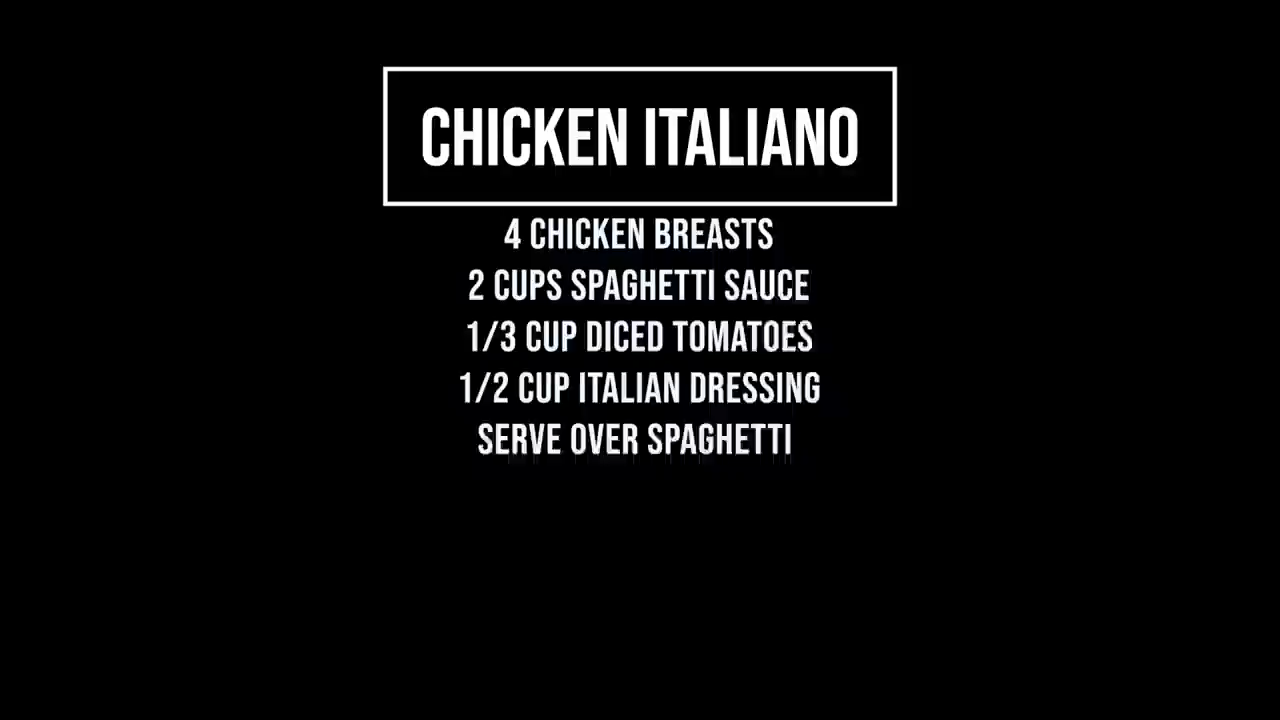 CHICKEN ITALIANO
4 CHICKEN BREASTS
2 CUPS SPAGHETTI SAUCE
1/3 CUP DICED TOMATOES
1/2 CUP ITALIAN DRESSING
SERVE OVER SPAGHETTI